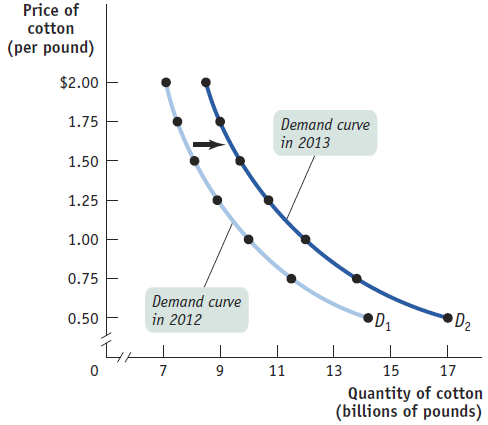 Price of
cotton
(per pound)
$2.00
1.75
1.50
1.25
1.00
0.75
0.50
0
Demand curve
in 2013
Demand curve
in 2012
D1
D2
7
9
11
13
15
17
Quantity of cotton
(billions of pounds)